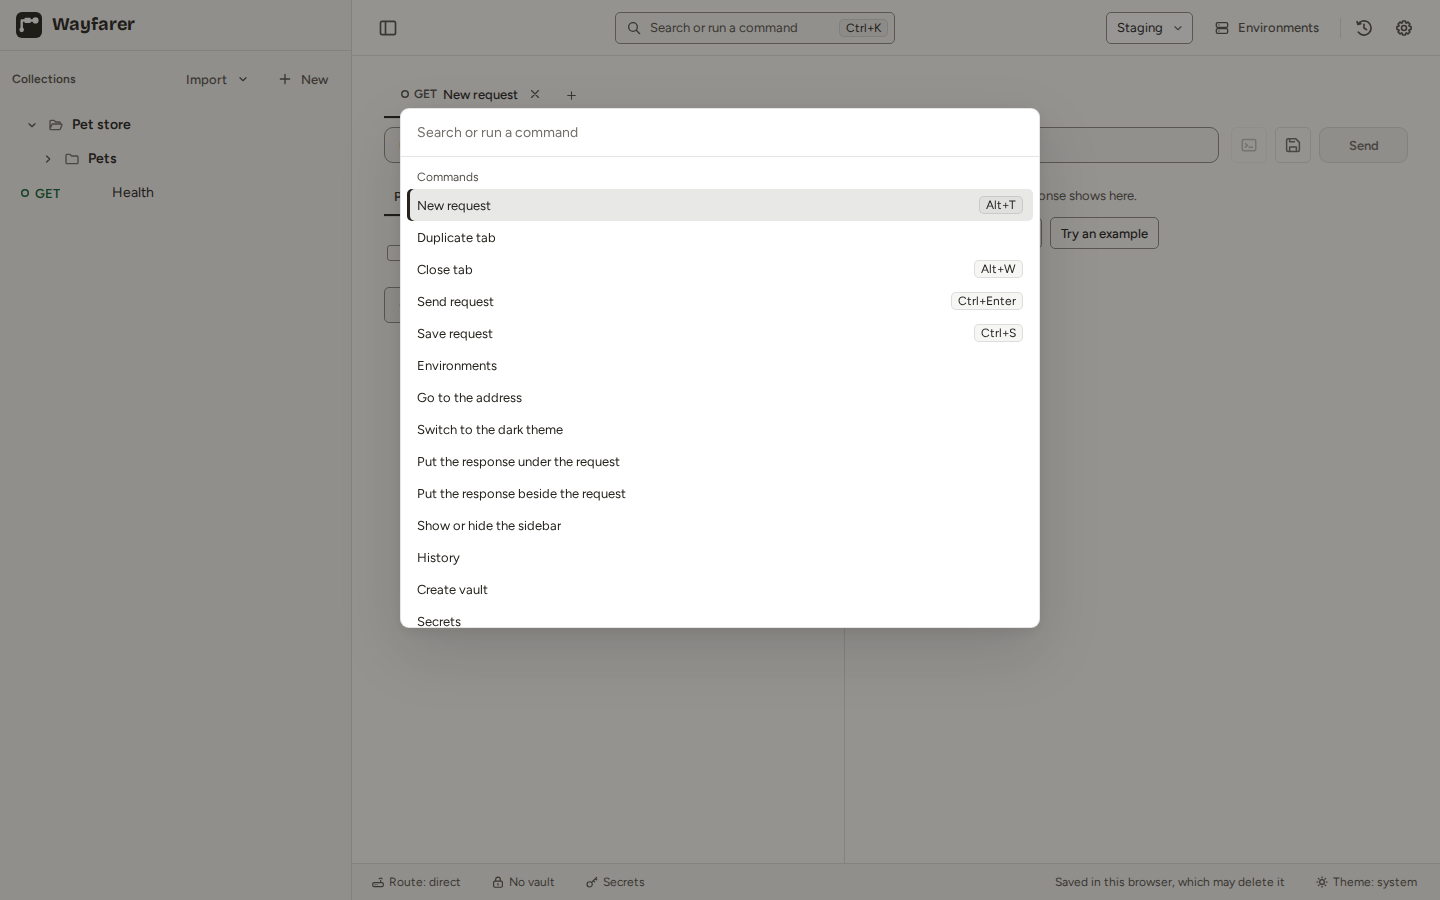 Wayfarer
Search or run a command Ctrl+K
Staging
Environments
Collections
Import
New
GET New request
Pet store
Pets
GET Health
Send
Search or run a command
Commands
New request Alt+T
Duplicate tab
Close tab Alt+W
Send request Ctrl+Enter
Save request Ctrl+S
Environments
Go to the address
Switch to the dark theme
Put the response under the request
Put the response beside the request
Show or hide the sidebar
History
Create vault
Secrets
shows here.
Try an example
Route: direct
No vault
Secrets
Saved in this browser, which may delete it
Theme: system